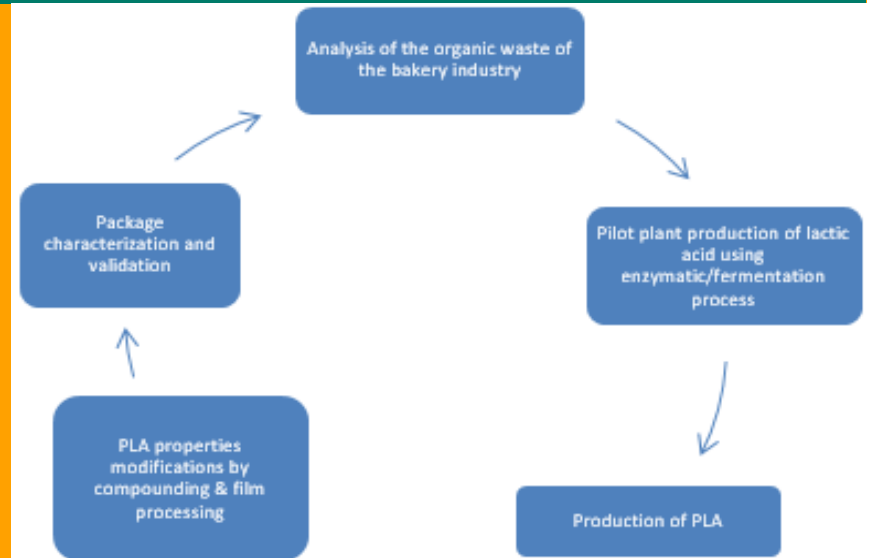 Analysis of the organic waste of
the bakery industry
Pilot plant production of lactic
acid using
enzymatic/fermentation
process
Production of PLA
PLA properties
modifications by
compounding & film
processing
Package
characterization and
validation